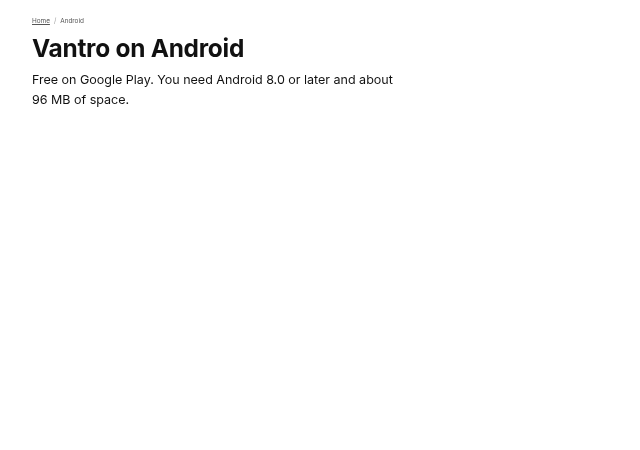 Home / Android
Vantro on Android
Free on Google Play. You need Android 8.0 or later and about
96 MB of space.